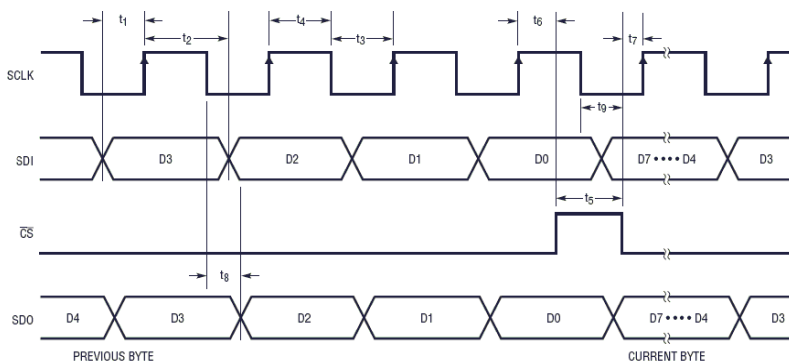 t1 t2 t4 t3 t6 t7
SCLK
t9
SDI D3 D2 D1 D0 D7 •••• D4 D3
t5
CS
t8
SDO D4 D3 D2 D1 D0 D7 •••• D4 D3
PREVIOUS BYTE CURRENT BYTE